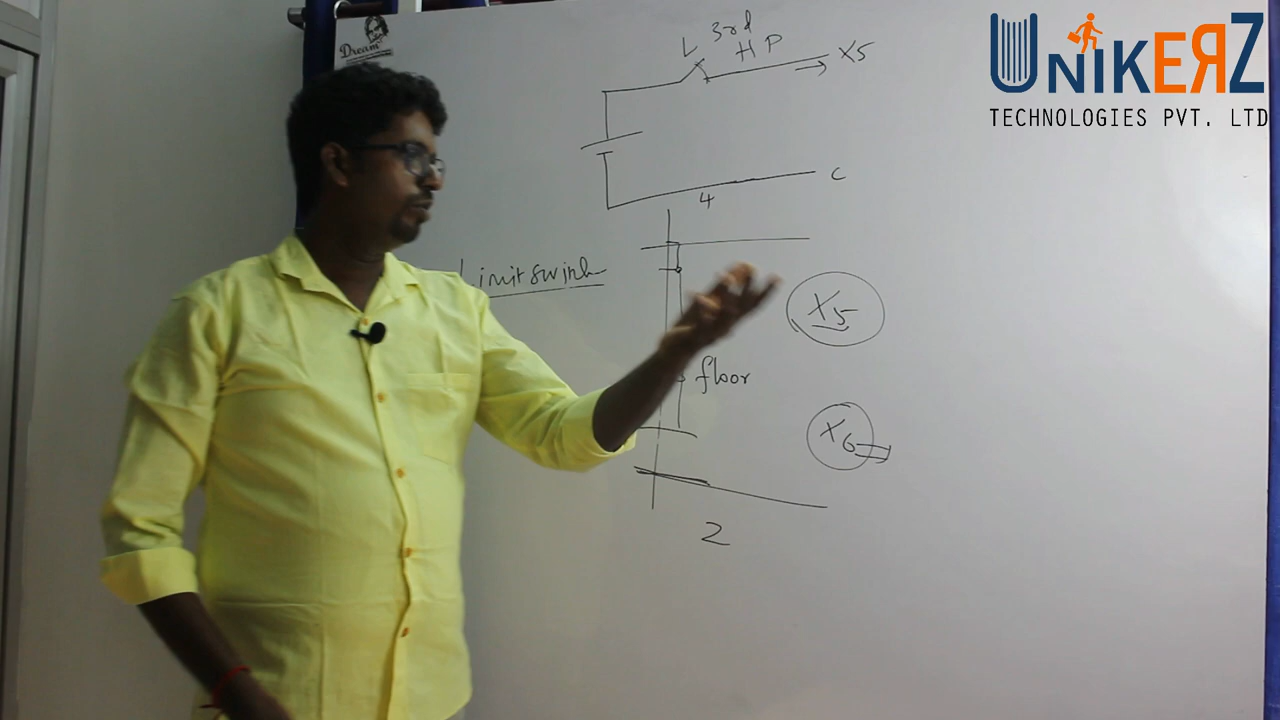 Dream
UNIKERZ
TECHNOLOGIES PVT. LTD
3rd
L HP X5
C
4
Limit switch
X5
floor
X6
2